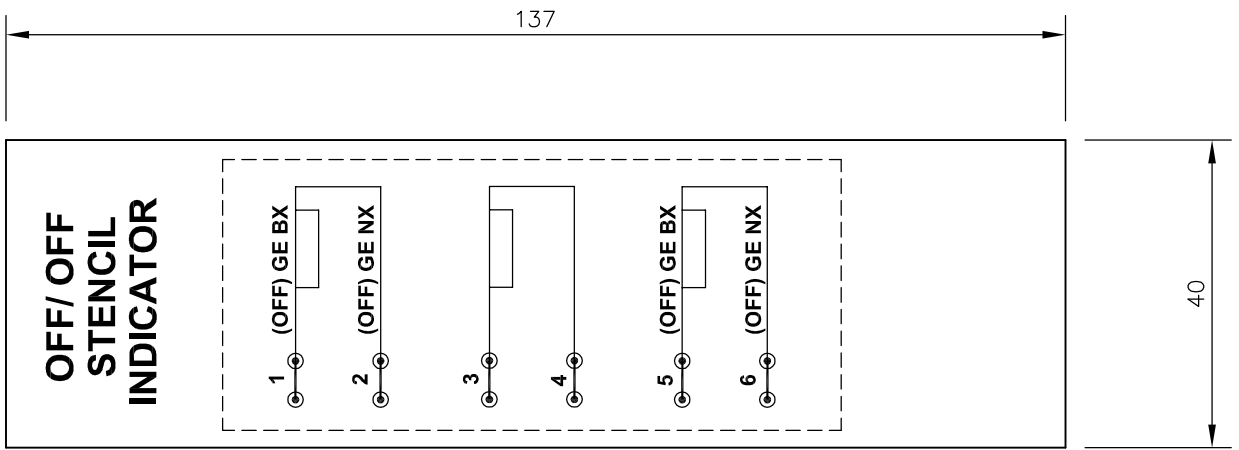 137
OFF/ OFF
STENCIL
INDICATOR
(OFF) GE BX
(OFF) GE NX
(OFF) GE BX
(OFF) GE NX
1
2
3
4
5
6
40